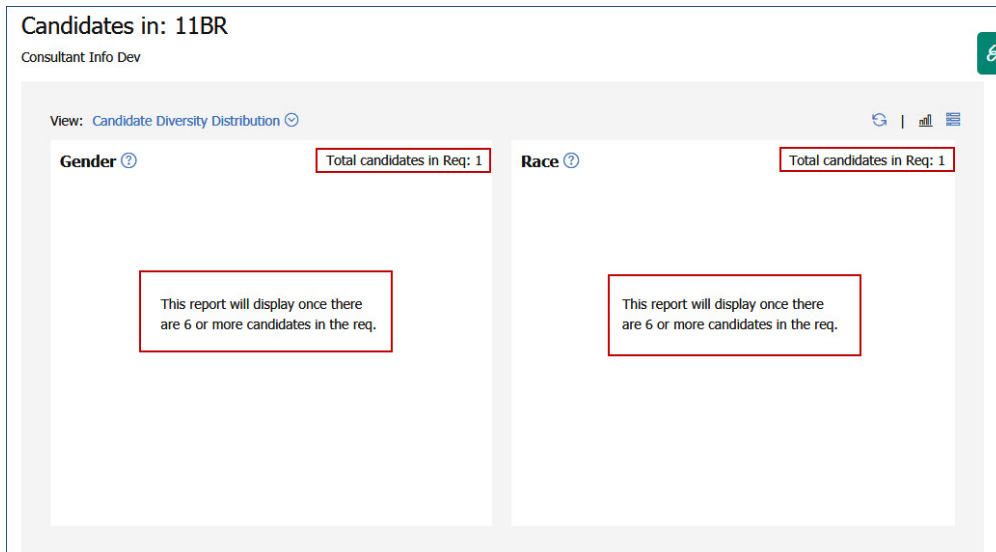 Candidates in: 11BR
Consultant Info Dev
View: Candidate Diversity Distribution
Gender ?
Total candidates in Req: 1
This report will display once there
are 6 or more candidates in the req.
Race ?
Total candidates in Req: 1
This report will display once there
are 6 or more candidates in the req.